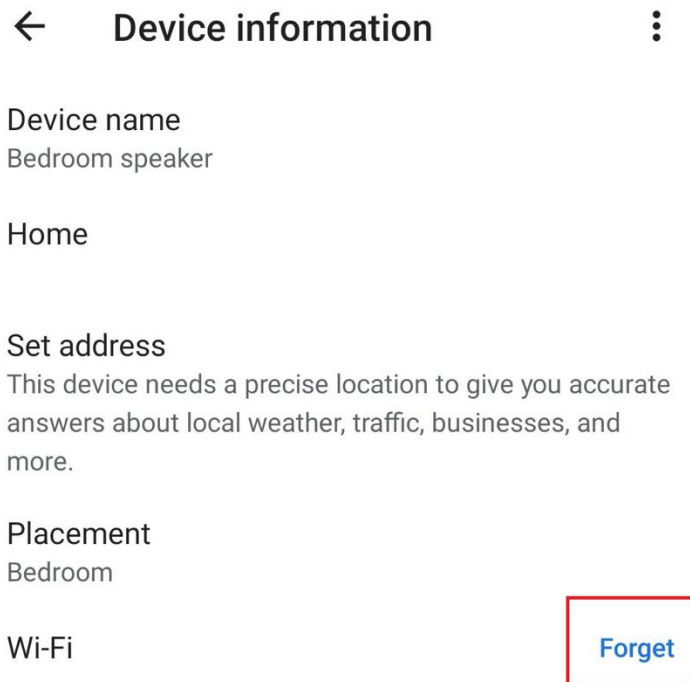 Device information
Device name
Bedroom speaker
Home
Set address
This device needs a precise location to give you accurate
answers about local weather, traffic, businesses, and
more.
Placement
Bedroom
Wi-Fi Forget